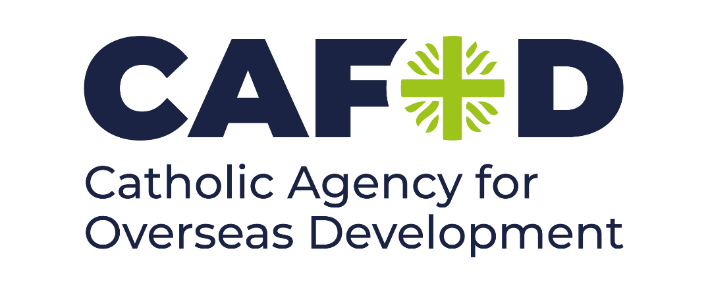 CAFOD
Catholic Agency for
Overseas Development